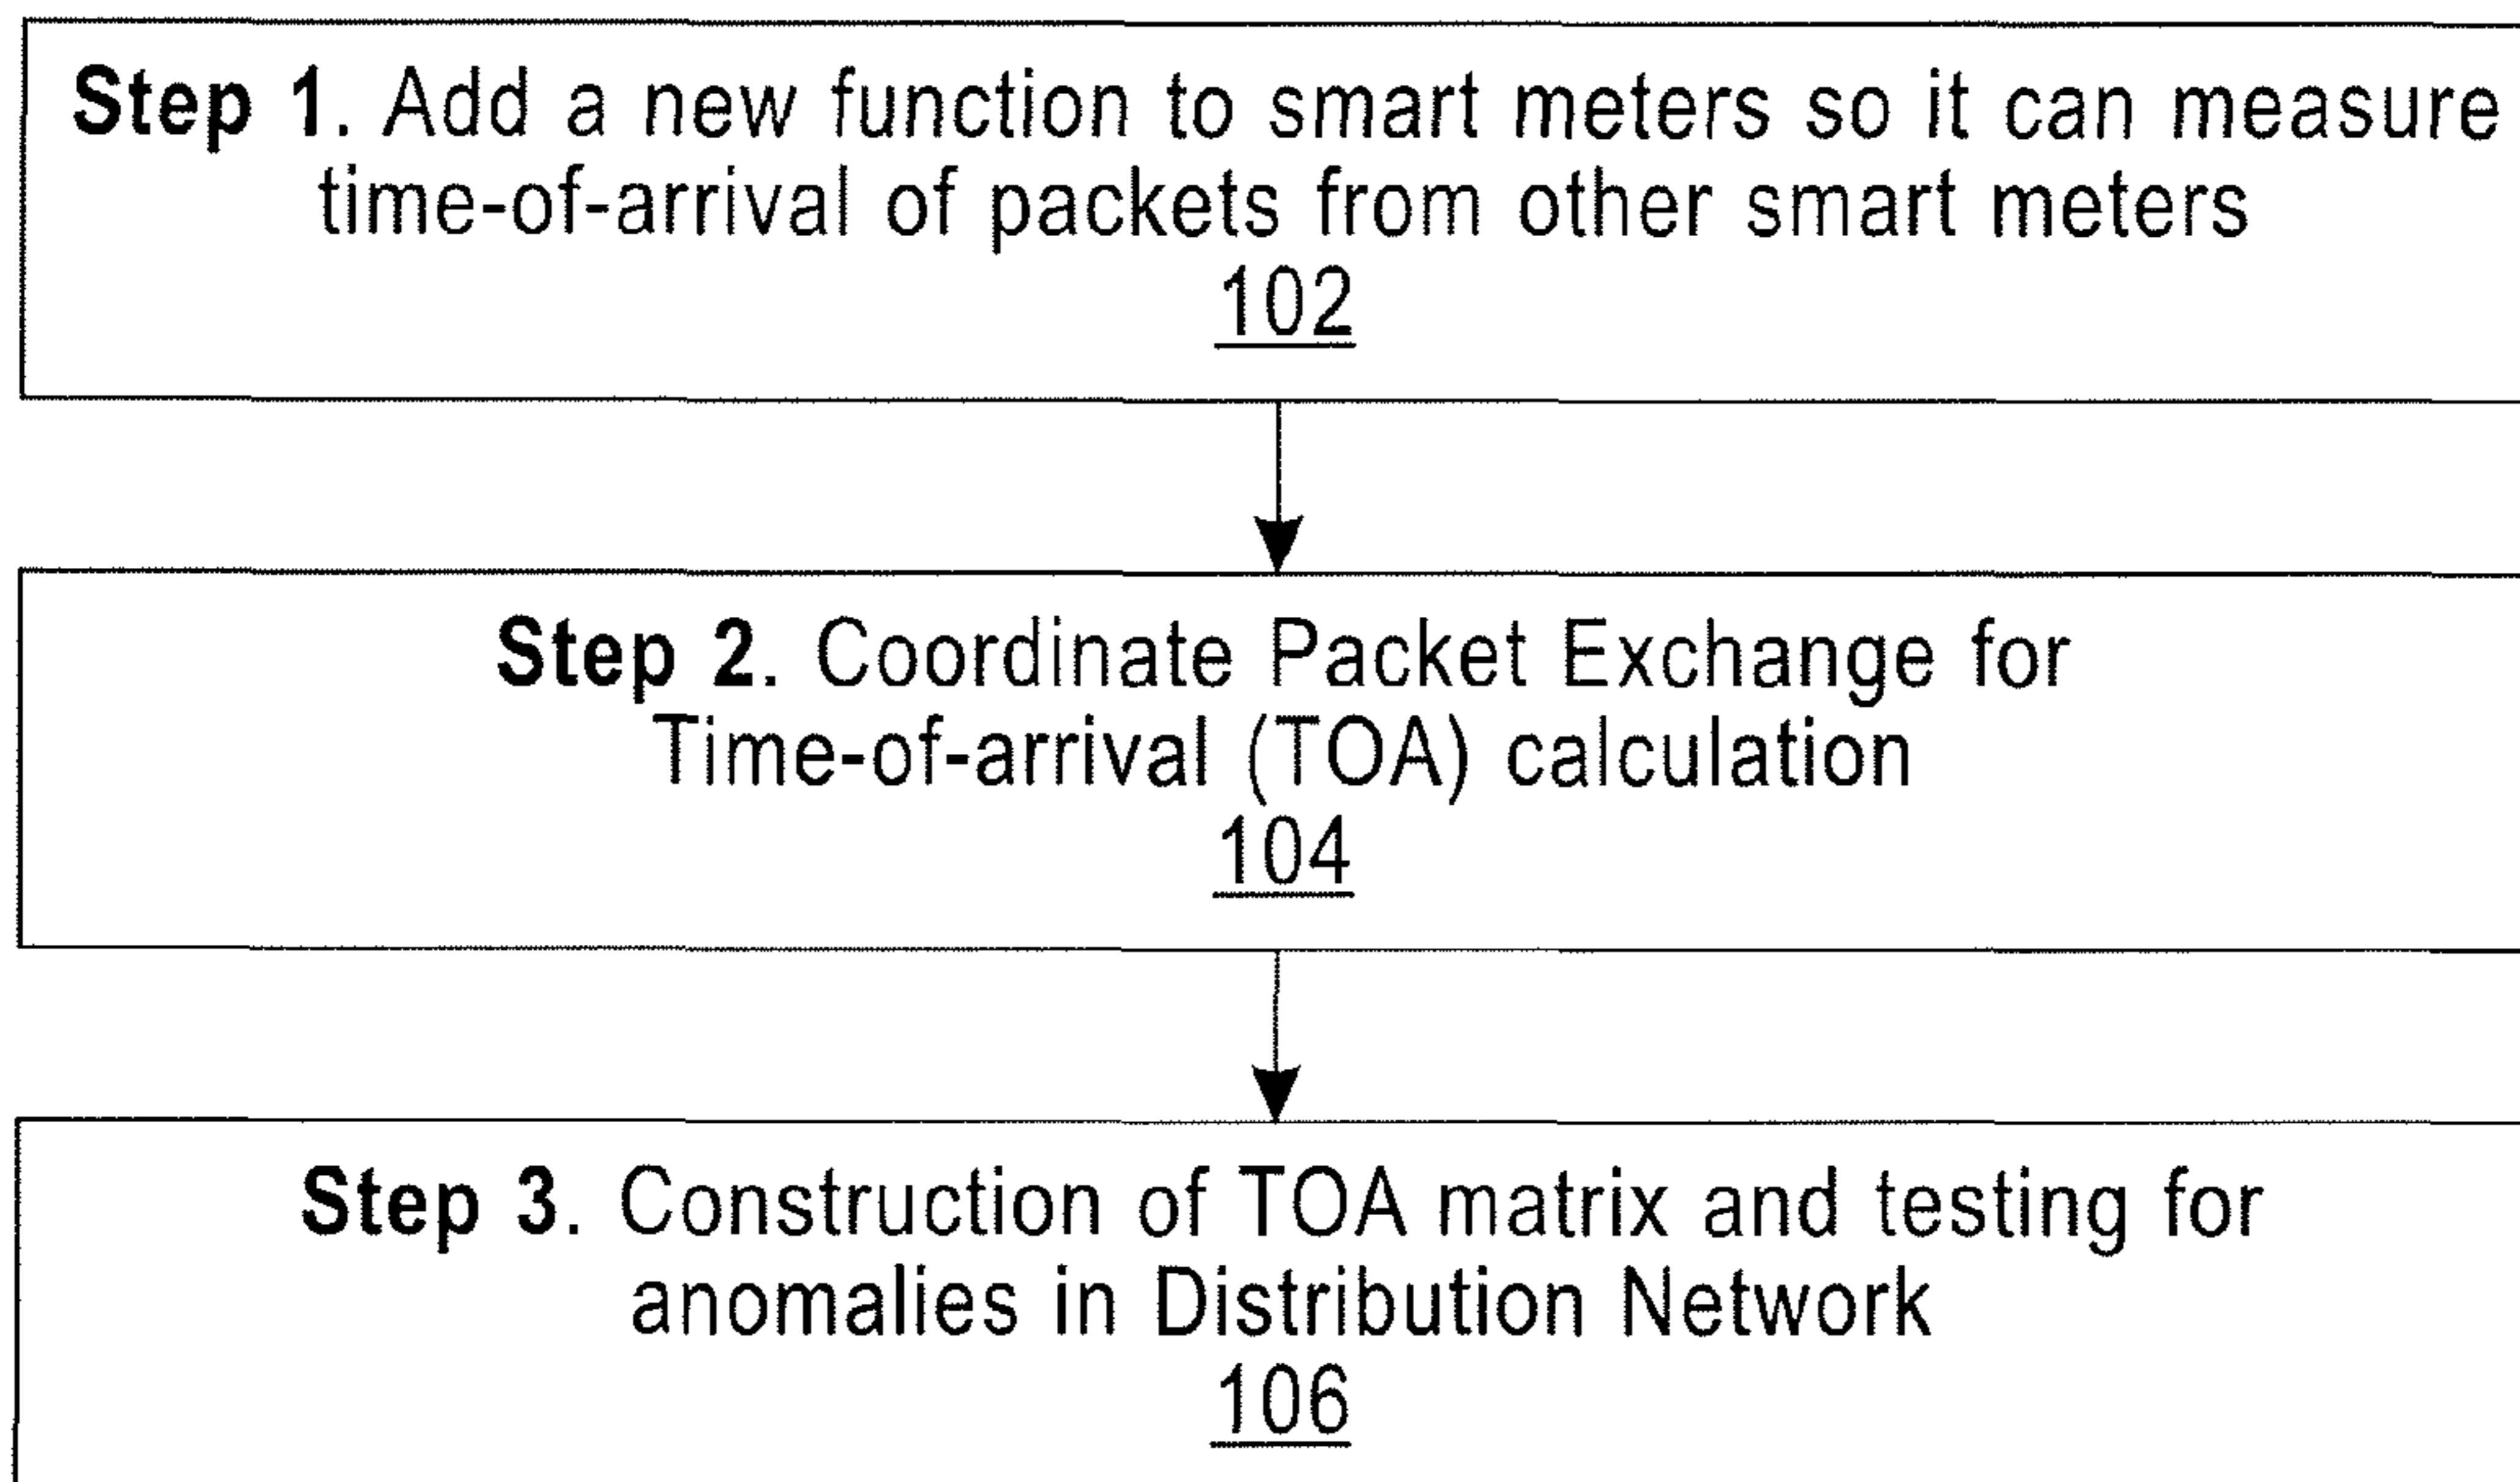 Step 1. Add a new function to smart meters so it can measure
time-of-arrival of packets from other smart meters
102
Step 2. Coordinate Packet Exchange for
Time-of-arrival (TOA) calculation
104
Step 3. Construction of TOA matrix and testing for
anomalies in Distribution Network
106